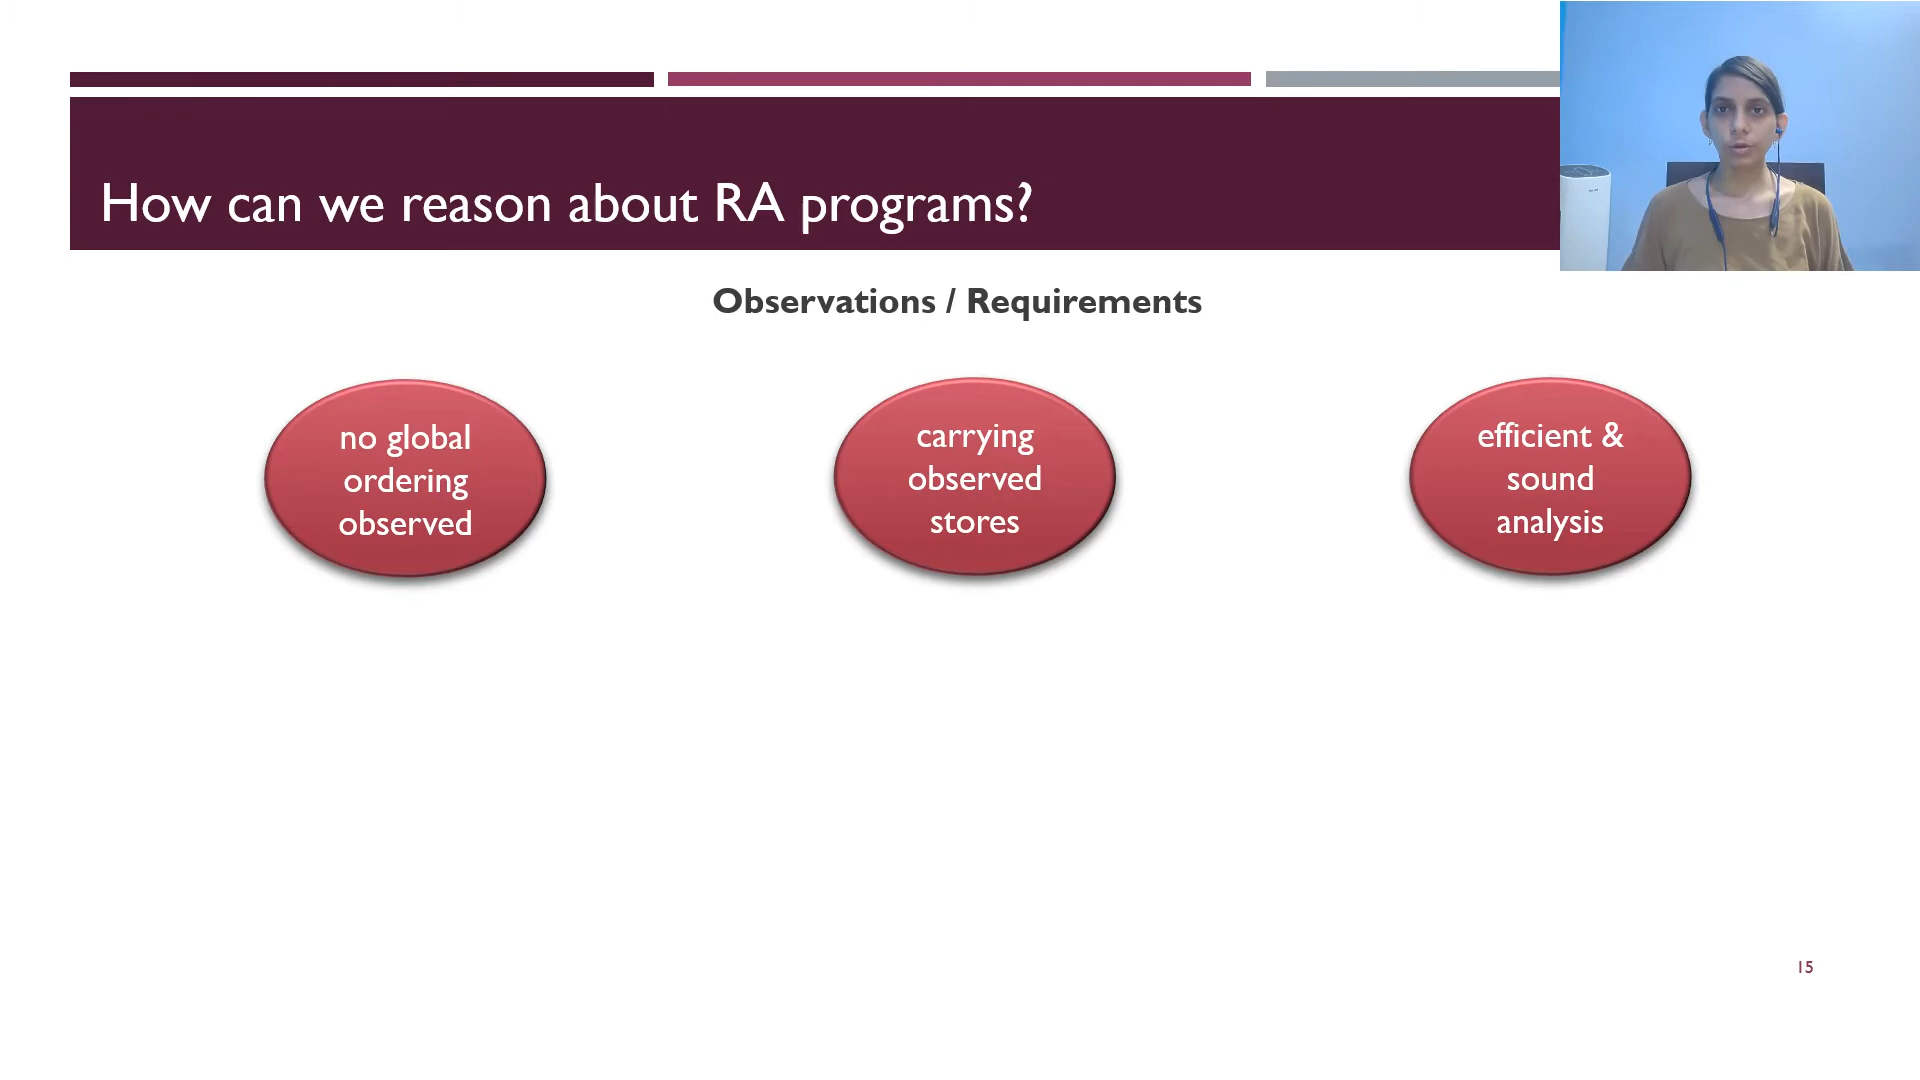 How can we reason about RA programs?
Observations / Requirements
no global
ordering
observed
carrying
observed
stores
efficient &
sound
analysis
15